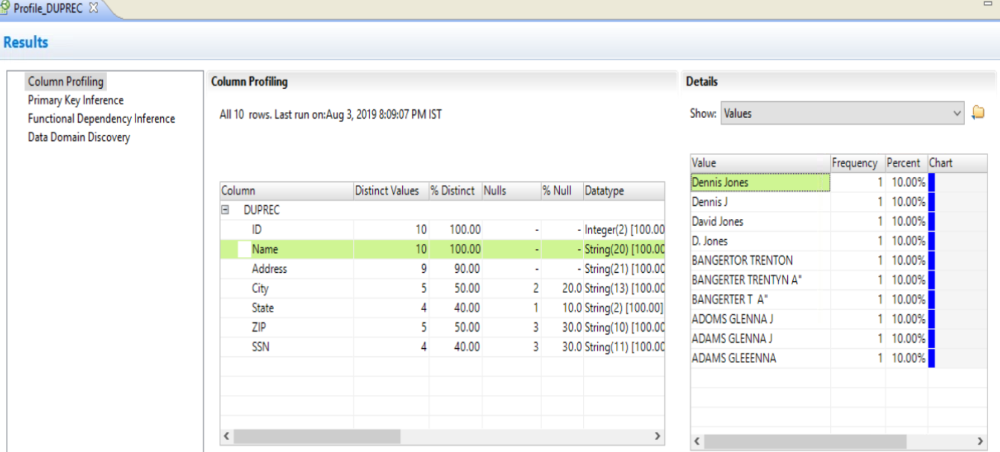 Profile_DUPREC
Results
Column Profiling
Primary Key Inference
Functional Dependency Inference
Data Domain Discovery
Column Profiling
All 10 rows. Last run on:Aug 3, 2019 8:09:07 PM IST
Column Distinct Values % Distinct Nulls % Null Datatype
DUPREC
ID 10 100.00 - - Integer(2) [100.00
Name 10 100.00 - - String(20) [100.00
Address 9 90.00 - - String(21) [100.00
City 5 50.00 2 20.0 String(13) [100.00
State 4 40.00 1 10.0 String(2) [100.00]
ZIP 5 50.00 3 30.0 String(10) [100.00
SSN 4 40.00 3 30.0 String(11) [100.00
Details
Show: Values
Value Frequency Percent Chart
Dennis Jones 1 10.00%
Dennis J 1 10.00%
David Jones 1 10.00%
D. Jones 1 10.00%
BANGERTOR TRENTON 1 10.00%
BANGERTER TRENTYN A" 1 10.00%
BANGERTER T A" 1 10.00%
ADOMS GLENNA J 1 10.00%
ADAMS GLENNA J 1 10.00%
ADAMS GLEEENNA 1 10.00%